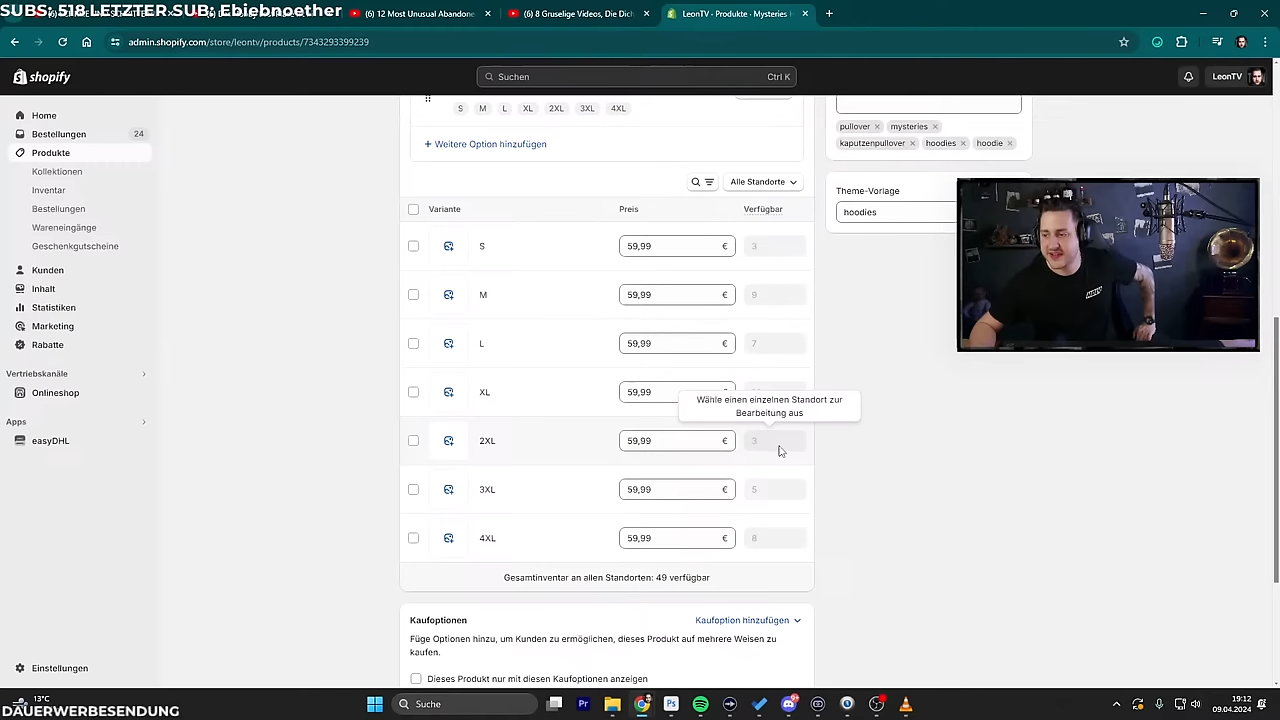 SUBS: 518 LETZTER SUB: Ebiebnoether
(6) 12 Most Unusual Abandone
(6) 8 Gruselige Videos, Die Dich
LeonTV - Produkte - Mysteries H
admin.shopify.com/store/leontv/products/7343293399239
shopify
Suchen
Ctrl K
LeonTV
Home
Bestellungen 24
Produkte
Kollektionen
Inventar
Bestellungen
Wareneingänge
Geschenkgutscheine
Kunden
Inhalt
Statistiken
Marketing
Rabatte
Vertriebskanäle
Onlineshop
Apps
easyDHL
Einstellungen
S M L XL 2XL 3XL 4XL
+ Weitere Option hinzufügen
Alle Standorte
Variante Preis Verfügbar
S 59,99 € 3
M 59,99 € 9
L 59,99 € 7
XL 59,99
Wähle einen einzelnen Standort zur
Bearbeitung aus
2XL 59,99 € 3
3XL 59,99 € 5
4XL 59,99 € 8
Gesamtinventar an allen Standorten: 49 verfügbar
Kaufoptionen
Kaufoption hinzufügen
Füge Optionen hinzu, um Kunden zu ermöglichen, dieses Produkt auf mehrere Weisen zu
kaufen.
Dieses Produkt nur mit diesen Kaufoptionen anzeigen
pullover mysteries
kaputzenpullover hoodies hoodie
Theme-Vorlage
hoodies
13°C
DAUERWERBESENDUNG
Suche
19:12
09.04.2024